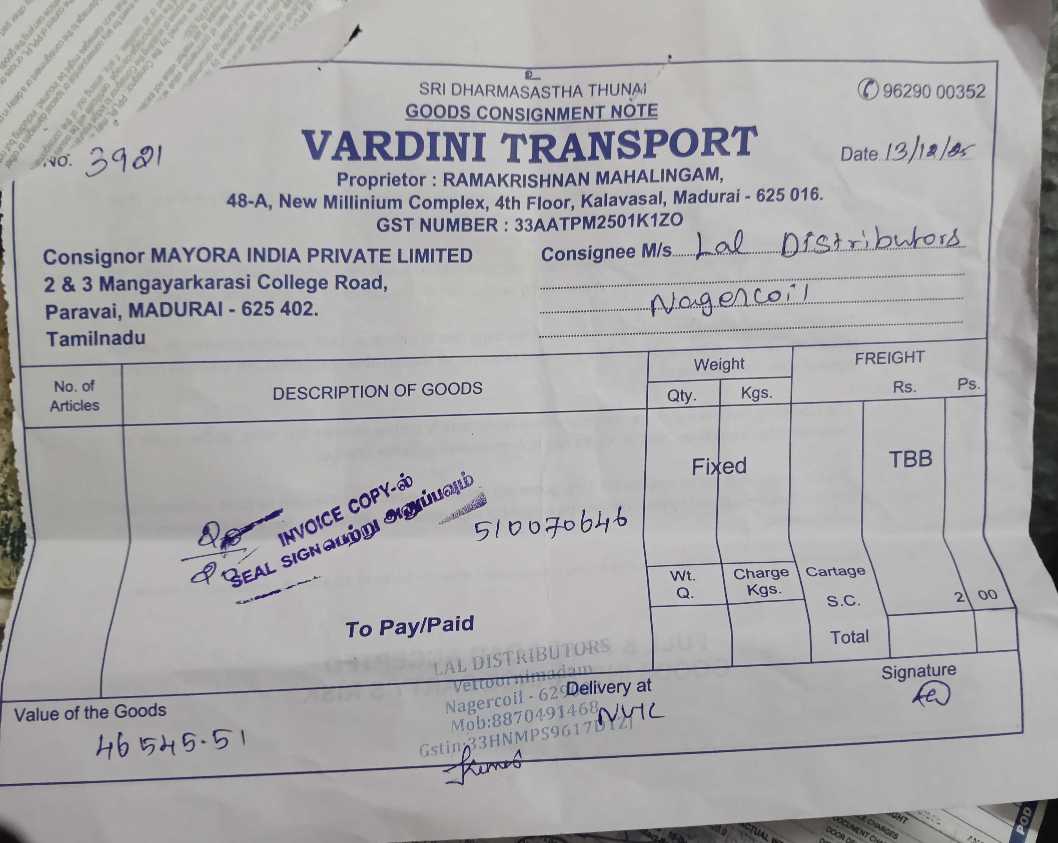 SRI DHARMASASTHA THUNAI
✆ 96290 00352
GOODS CONSIGNMENT NOTE
NO. 3921
VARDINI TRANSPORT
Date 13/12/25
Proprietor : RAMAKRISHNAN MAHALINGAM,
48-A, New Millinium Complex, 4th Floor, Kalavasal, Madurai - 625 016.
GST NUMBER : 33AATPM2501K1ZO
Consignor MAYORA INDIA PRIVATE LIMITED
2 & 3 Mangayarkarasi College Road,
Paravai, MADURAI - 625 402.
Tamilnadu
Consignee M/s Lal Distributors
Nagercoil
No. of Articles
DESCRIPTION OF GOODS
Weight
Qty. Kgs.
FREIGHT
Rs. Ps.
Fixed
TBB
INVOICE COPY-ல்
SEAL SIGN பெற்று அனுப்பவும்
510070646
Wt. Q.
Charge Kgs.
Cartage
S.C. 2 00
Total
To Pay/Paid
LAL DISTRIBUTORS
Vettoornimadam
Nagercoil - 629
Mob:8870491468
Delivery at
Signature
Value of the Goods
46545.51